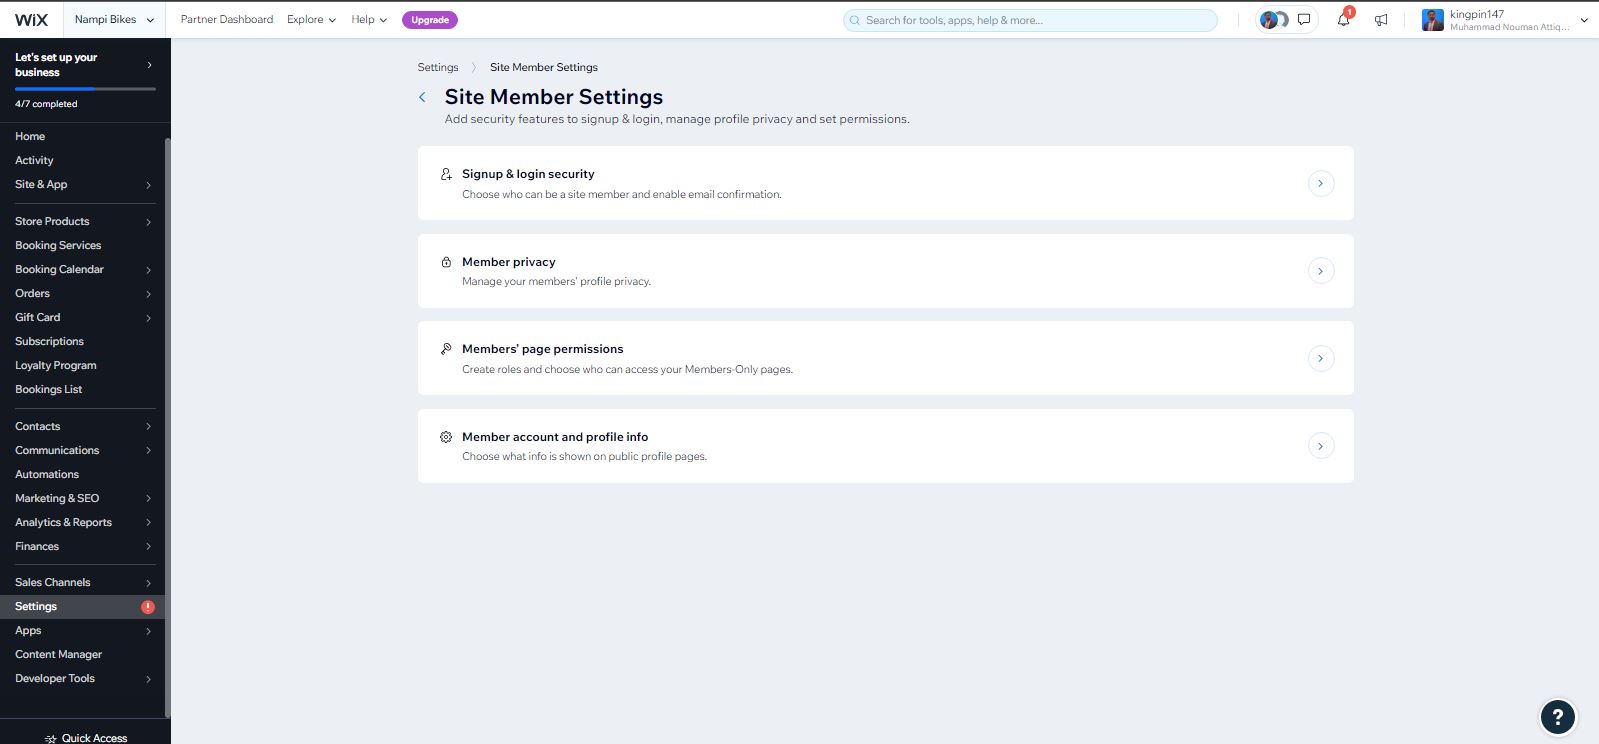 WiX
Nampi Bikes
Partner Dashboard
Explore
Help
Upgrade
Search for tools, apps, help & more...
1
kingpin147
Muhammad Nouman Attiq...
Let's set up your
business
4/7 completed
Home
Activity
Site & App
Store Products
Booking Services
Booking Calendar
Orders
Gift Card
Subscriptions
Loyalty Program
Bookings List
Contacts
Communications
Automations
Marketing & SEO
Analytics & Reports
Finances
Sales Channels
Settings
!
Apps
Content Manager
Developer Tools
Quick Access
Settings
Site Member Settings
Site Member Settings
Add security features to signup & login, manage profile privacy and set permissions.
Signup & login security
Choose who can be a site member and enable email confirmation.
Member privacy
Manage your members' profile privacy.
Members' page permissions
Create roles and choose who can access your Members-Only pages.
Member account and profile info
Choose what info is shown on public profile pages.
?